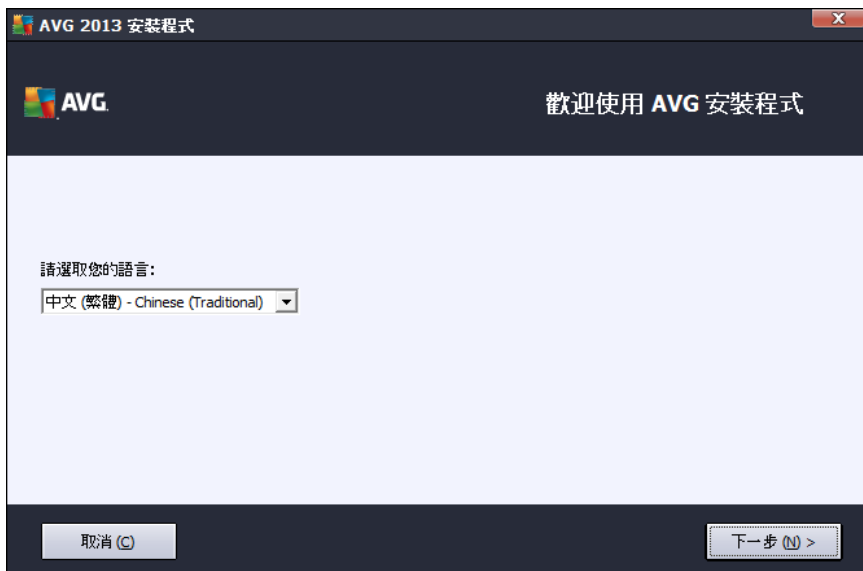 AVG 2013 安裝程式
AVG.
歡迎使用 AVG 安裝程式
請選取您的語言:
中文 (繁體) - Chinese (Traditional)
取消 (C)
下一步 (N) >